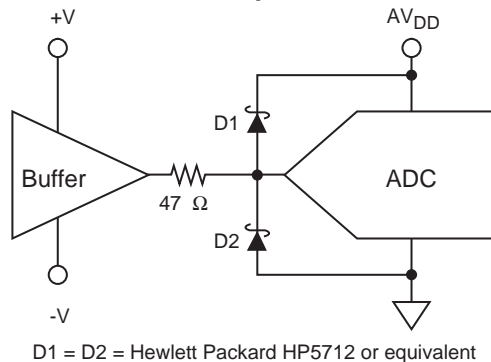 +V
AVDD
D1
Buffer
ADC
47 Ω
D2
-V
D1 = D2 = Hewlett Packard HP5712 or equivalent